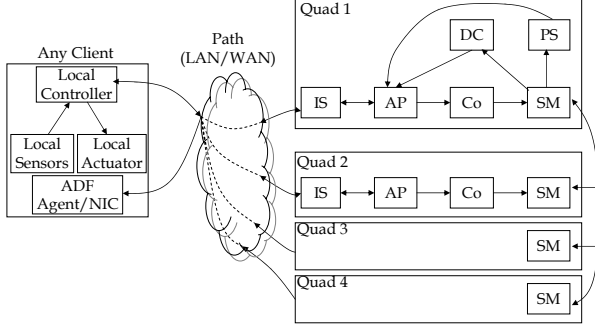 Quad 1
Any Client
Path
(LAN/WAN)
DC
PS
Local
Controller
IS
AP
Co
SM
Local
Sensors
Local
Actuator
ADF
Agent/NIC
Quad 2
IS
AP
Co
SM
Quad 3
SM
Quad 4
SM